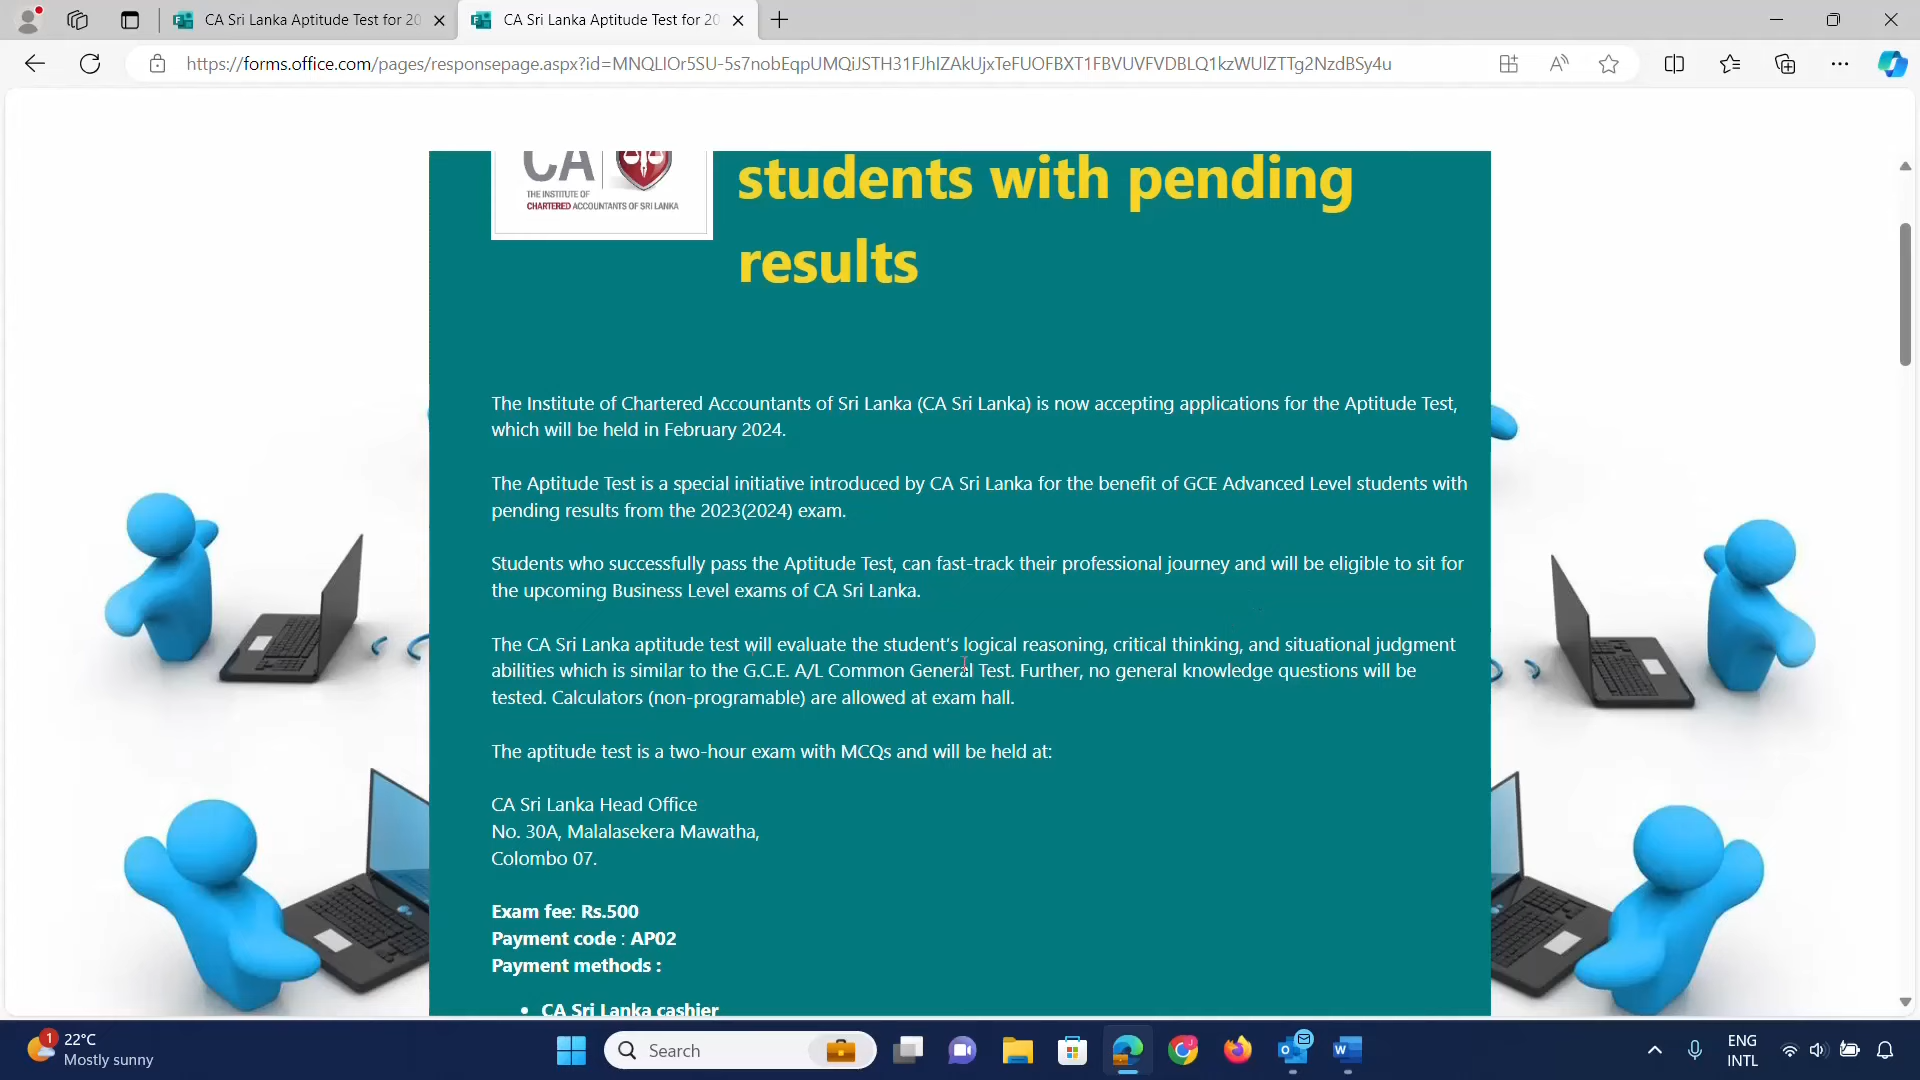 CA Sri Lanka Aptitude Test for 20
CA Sri Lanka Aptitude Test for 20
https://forms.office.com/pages/responsepage.aspx?id=MNQLlOr5SU-5s7nobEqpUMQiJSTH31FJhlZAkUjxTeFUOFBXT1FBVUVFVDBLQ1kzWUlZTTg2NzdBSy4u
CA
THE INSTITUTE OF
CHARTERED ACCOUNTANTS OF SRI LANKA
students with pending
results
The Institute of Chartered Accountants of Sri Lanka (CA Sri Lanka) is now accepting applications for the Aptitude Test,
which will be held in February 2024.
The Aptitude Test is a special initiative introduced by CA Sri Lanka for the benefit of GCE Advanced Level students with
pending results from the 2023(2024) exam.
Students who successfully pass the Aptitude Test, can fast-track their professional journey and will be eligible to sit for
the upcoming Business Level exams of CA Sri Lanka.
The CA Sri Lanka aptitude test will evaluate the student’s logical reasoning, critical thinking, and situational judgment
abilities which is similar to the G.C.E. A/L Common General Test. Further, no general knowledge questions will be
tested. Calculators (non-programable) are allowed at exam hall.
The aptitude test is a two-hour exam with MCQs and will be held at:
CA Sri Lanka Head Office
No. 30A, Malalasekera Mawatha,
Colombo 07.
Exam fee: Rs.500
Payment code : AP02
Payment methods :
• CA Sri Lanka cashier
1
22°C
Mostly sunny
Search
ENG
INTL